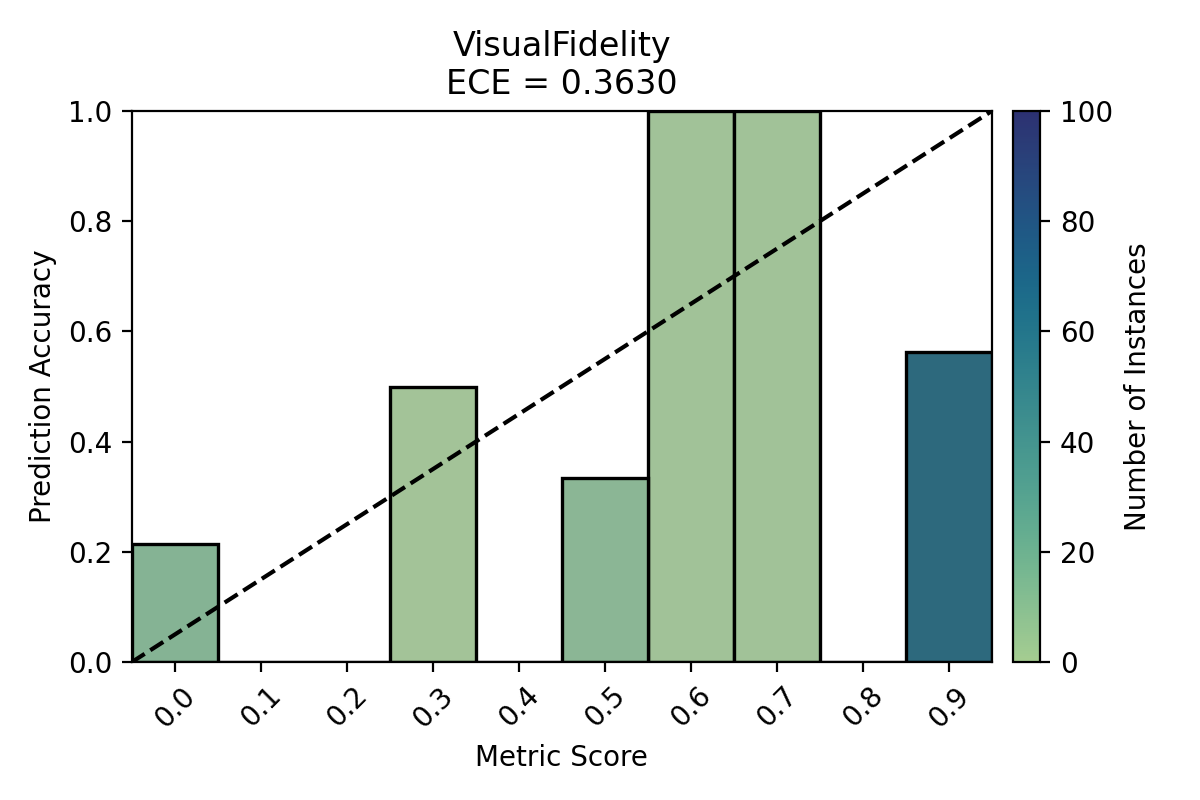 VisualFidelity
ECE = 0.3630
Prediction Accuracy
1.0
0.8
0.6
0.4
0.2
0.0
0.0 0.1 0.2 0.3 0.4 0.5 0.6 0.7 0.8 0.9
Metric Score
100
80
60
40
20
0
Number of Instances